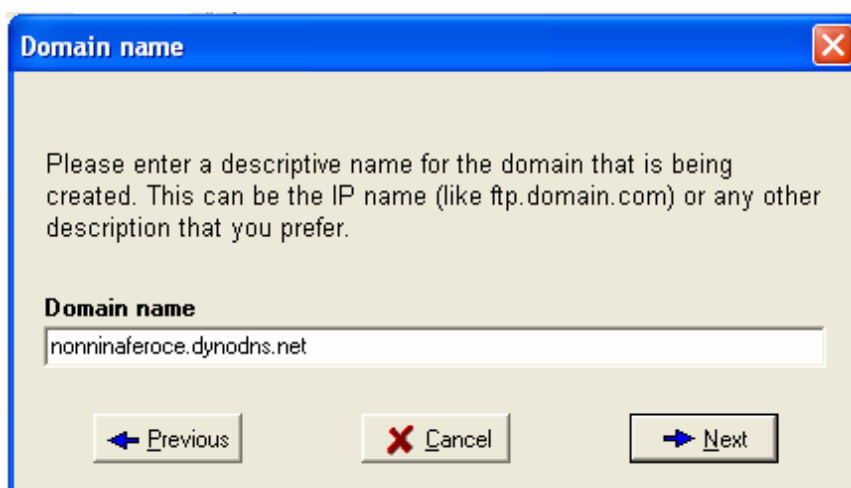 Domain name
Please enter a descriptive name for the domain that is being
created. This can be the IP name (like ftp.domain.com) or any other
description that you prefer.
Domain name
nonninaferoce.dynodns.net
Previous
Cancel
Next